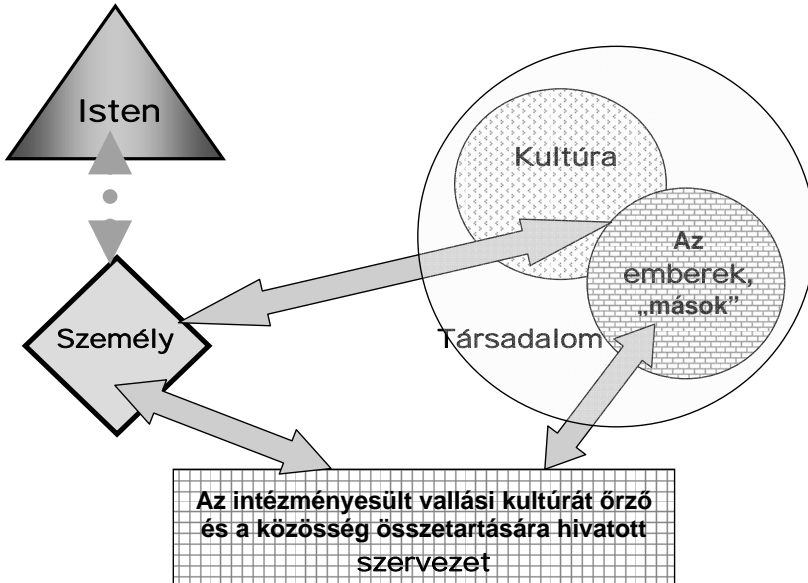 Isten
Kultúra
Az
emberek,
„mások”
Személy
Társadalom
Az intézményesült vallási kultúrát őrző
és a közösség összetartására hivatott
szervezet